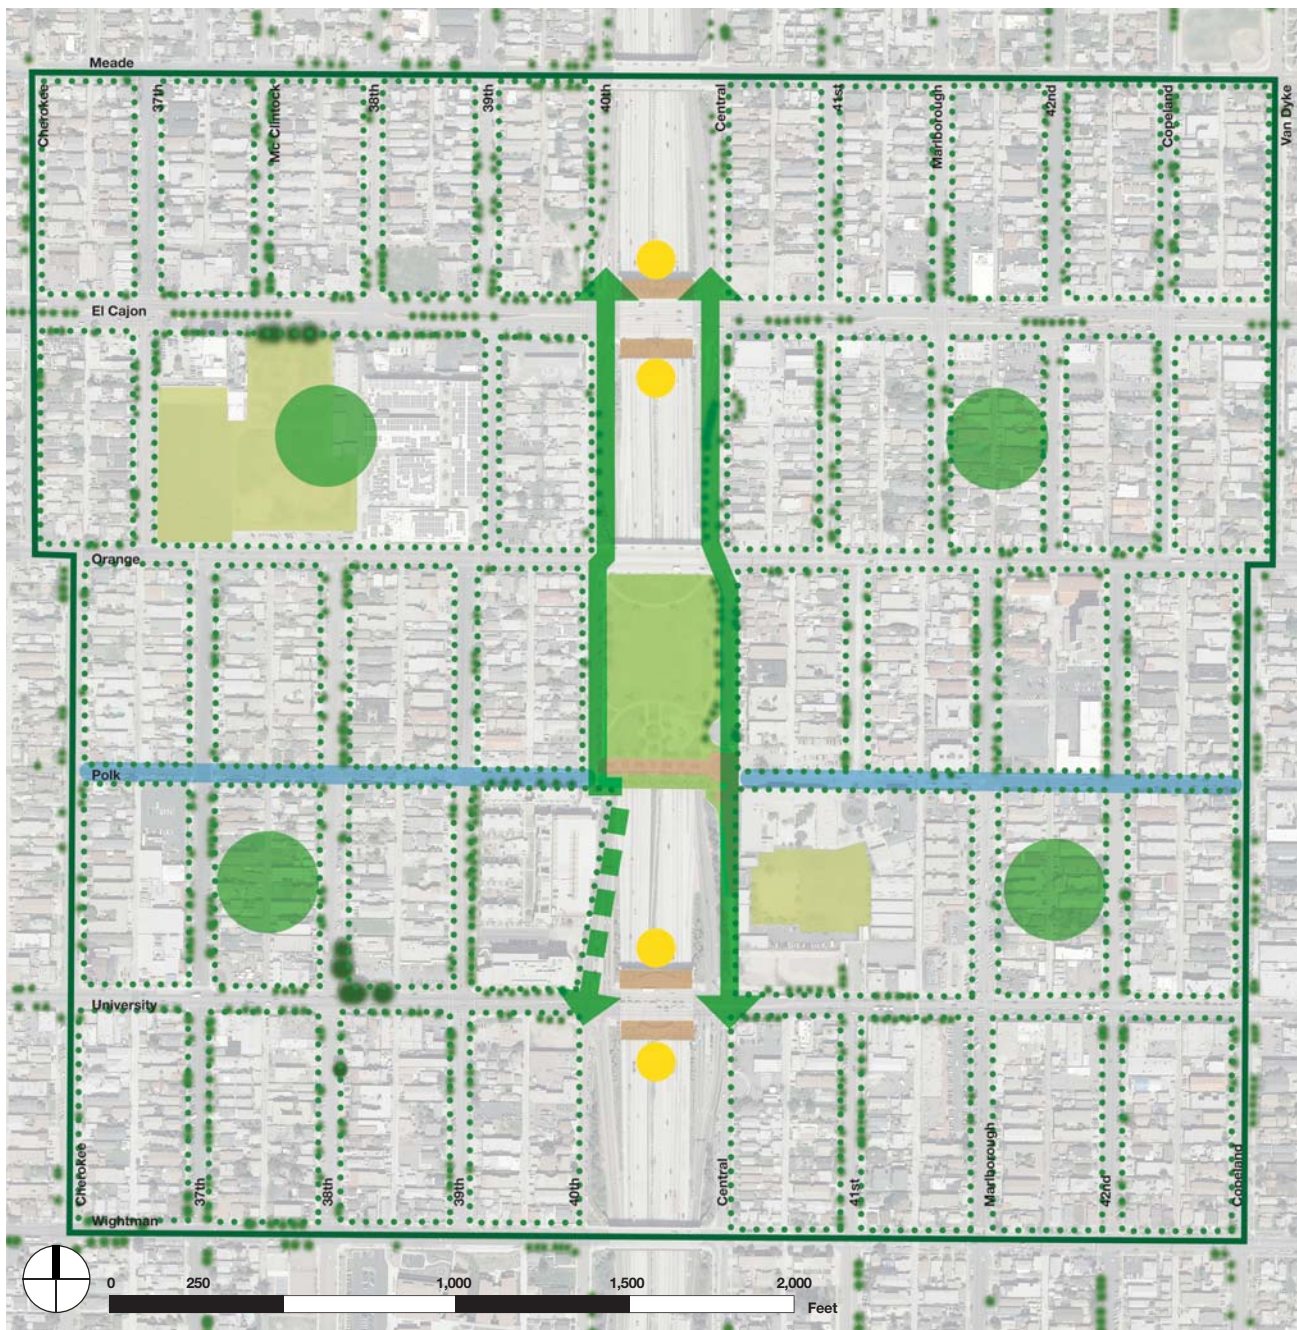 Meade
Cherokee
37th
Mc Clintock
38th
39th
40th
Central
41st
Marlborough
42nd
Copeland
Van Dyke
El Cajon
Orange
Polk
University
Cherokee
37th
38th
39th
40th
Central
41st
Marlborough
42nd
Copeland
Wightman
0 250 1,000 1,500 2,000
Feet